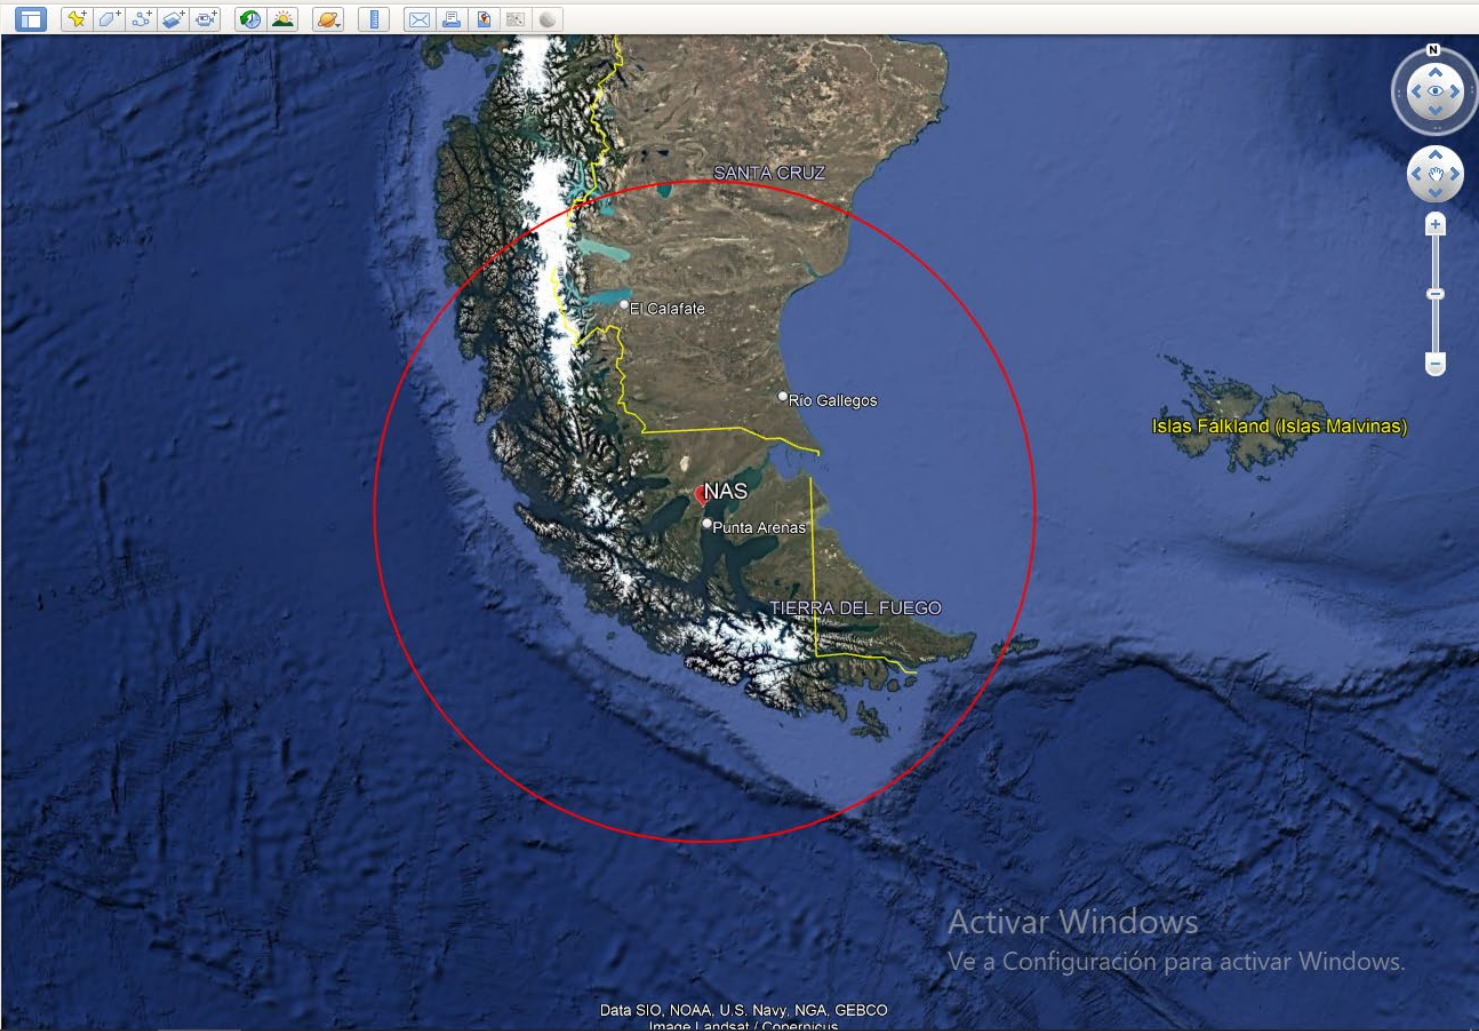 N
SANTA CRUZ
El Calafate
Río Gallegos
Islas Falkland (Islas Malvinas)
NAS
Punta Arenas
TIERRA DEL FUEGO
Activar Windows
Ve a Configuración para activar Windows.
Data SIO, NOAA, U.S. Navy, NGA, GEBCO
Image Landsat / Copernicus